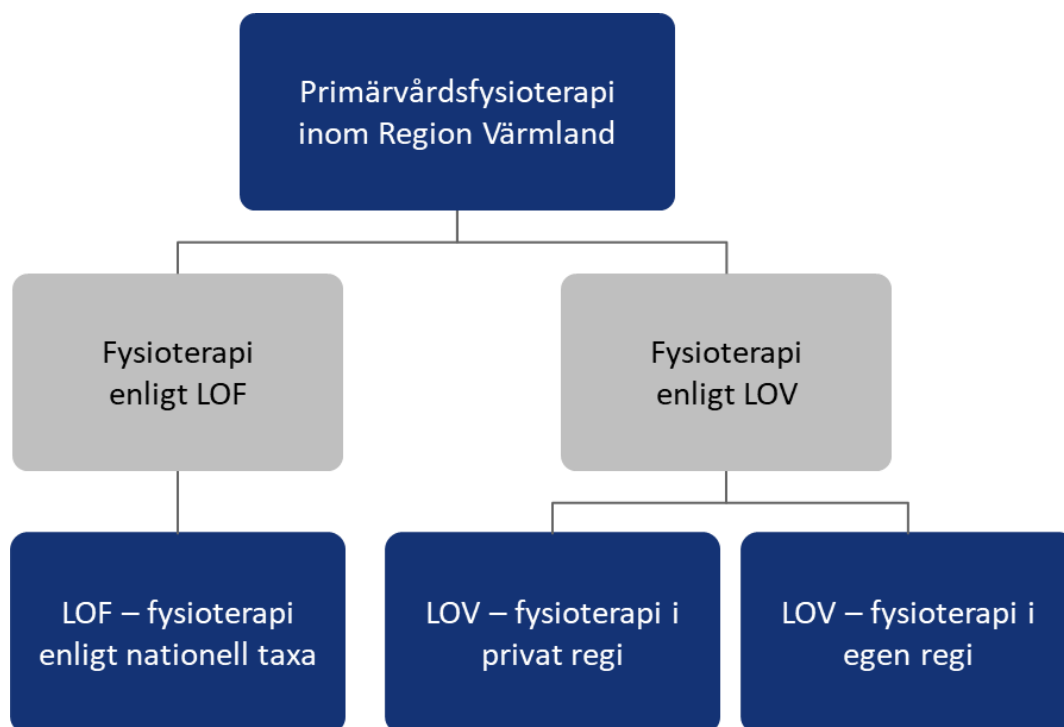 Primärvårdsfysioterapi
inom Region Värmland
Fysioterapi
enligt LOF
Fysioterapi
enligt LOV
LOF – fysioterapi
enligt nationell taxa
LOV – fysioterapi i
privat regi
LOV – fysioterapi i
egen regi